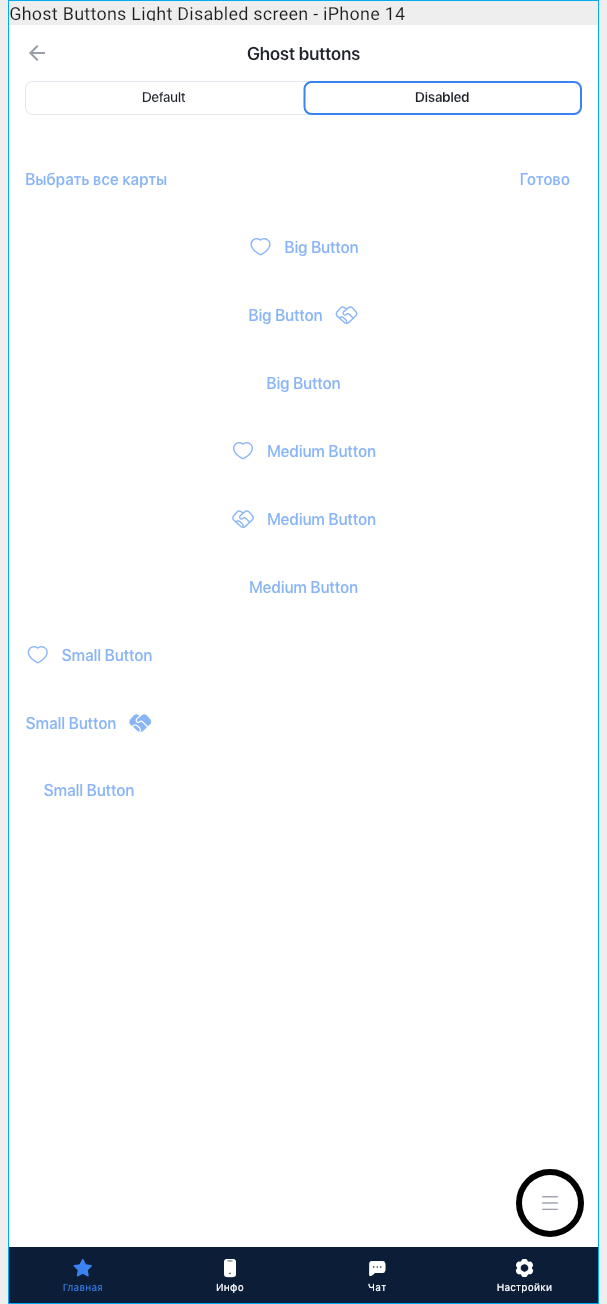 Ghost Buttons Light Disabled screen - iPhone 14
Ghost buttons
Default Disabled
Выбрать все карты Готово
Big Button
Big Button
Big Button
Medium Button
Medium Button
Medium Button
Small Button
Small Button
Small Button
Главная Инфо Чат Настройки